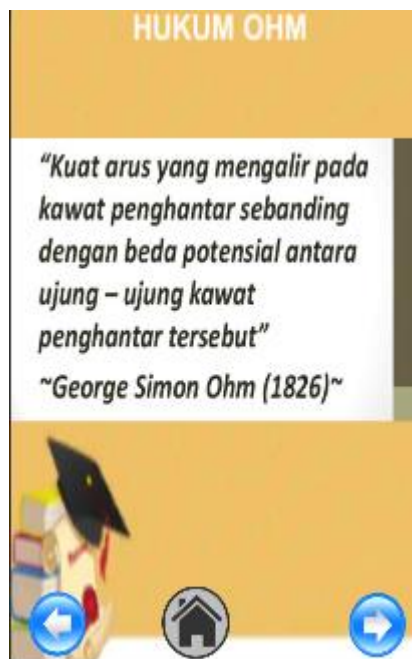 HUKUM OHM
“Kuat arus yang mengalir pada
kawat penghantar sebanding
dengan beda potensial antara
ujung – ujung kawat
penghantar tersebut”
~George Simon Ohm (1826)~